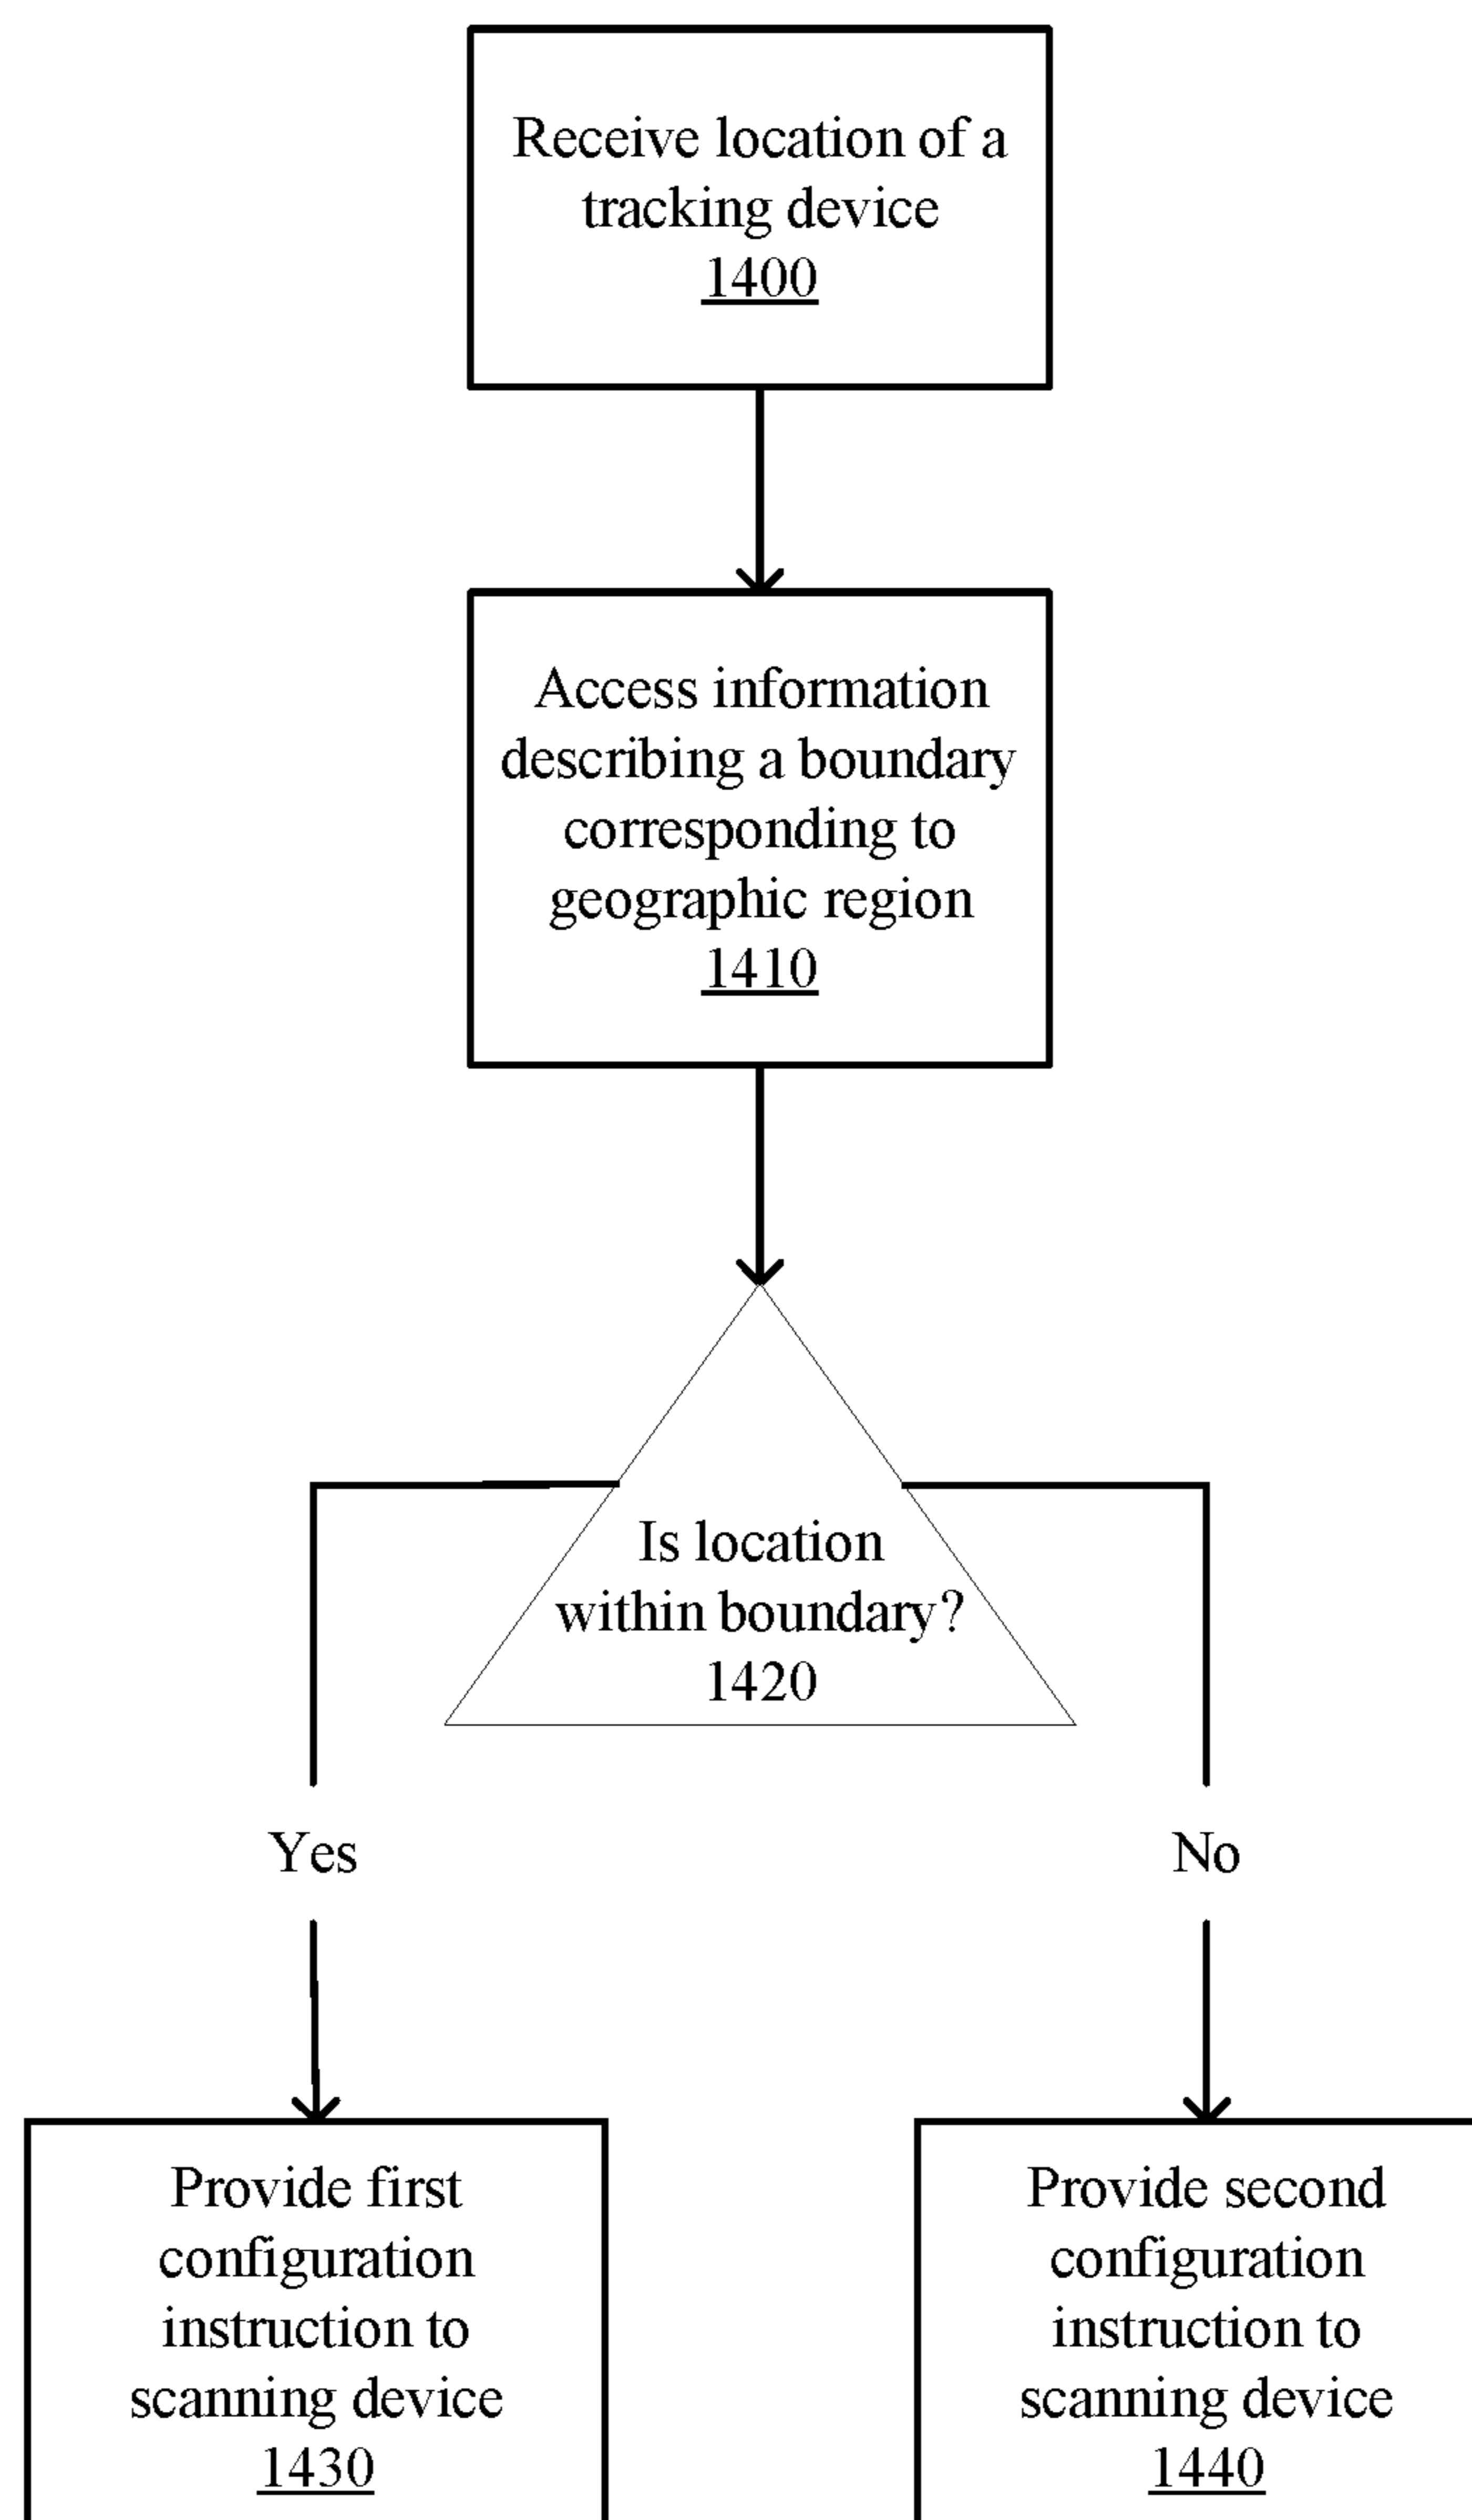 Receive location of a
tracking device
1400
Access information
describing a boundary
corresponding to
geographic region
1410
Is location
within boundary?
1420
Yes
No
Provide first
configuration
instruction to
scanning device
1430
Provide second
configuration
instruction to
scanning device
1440